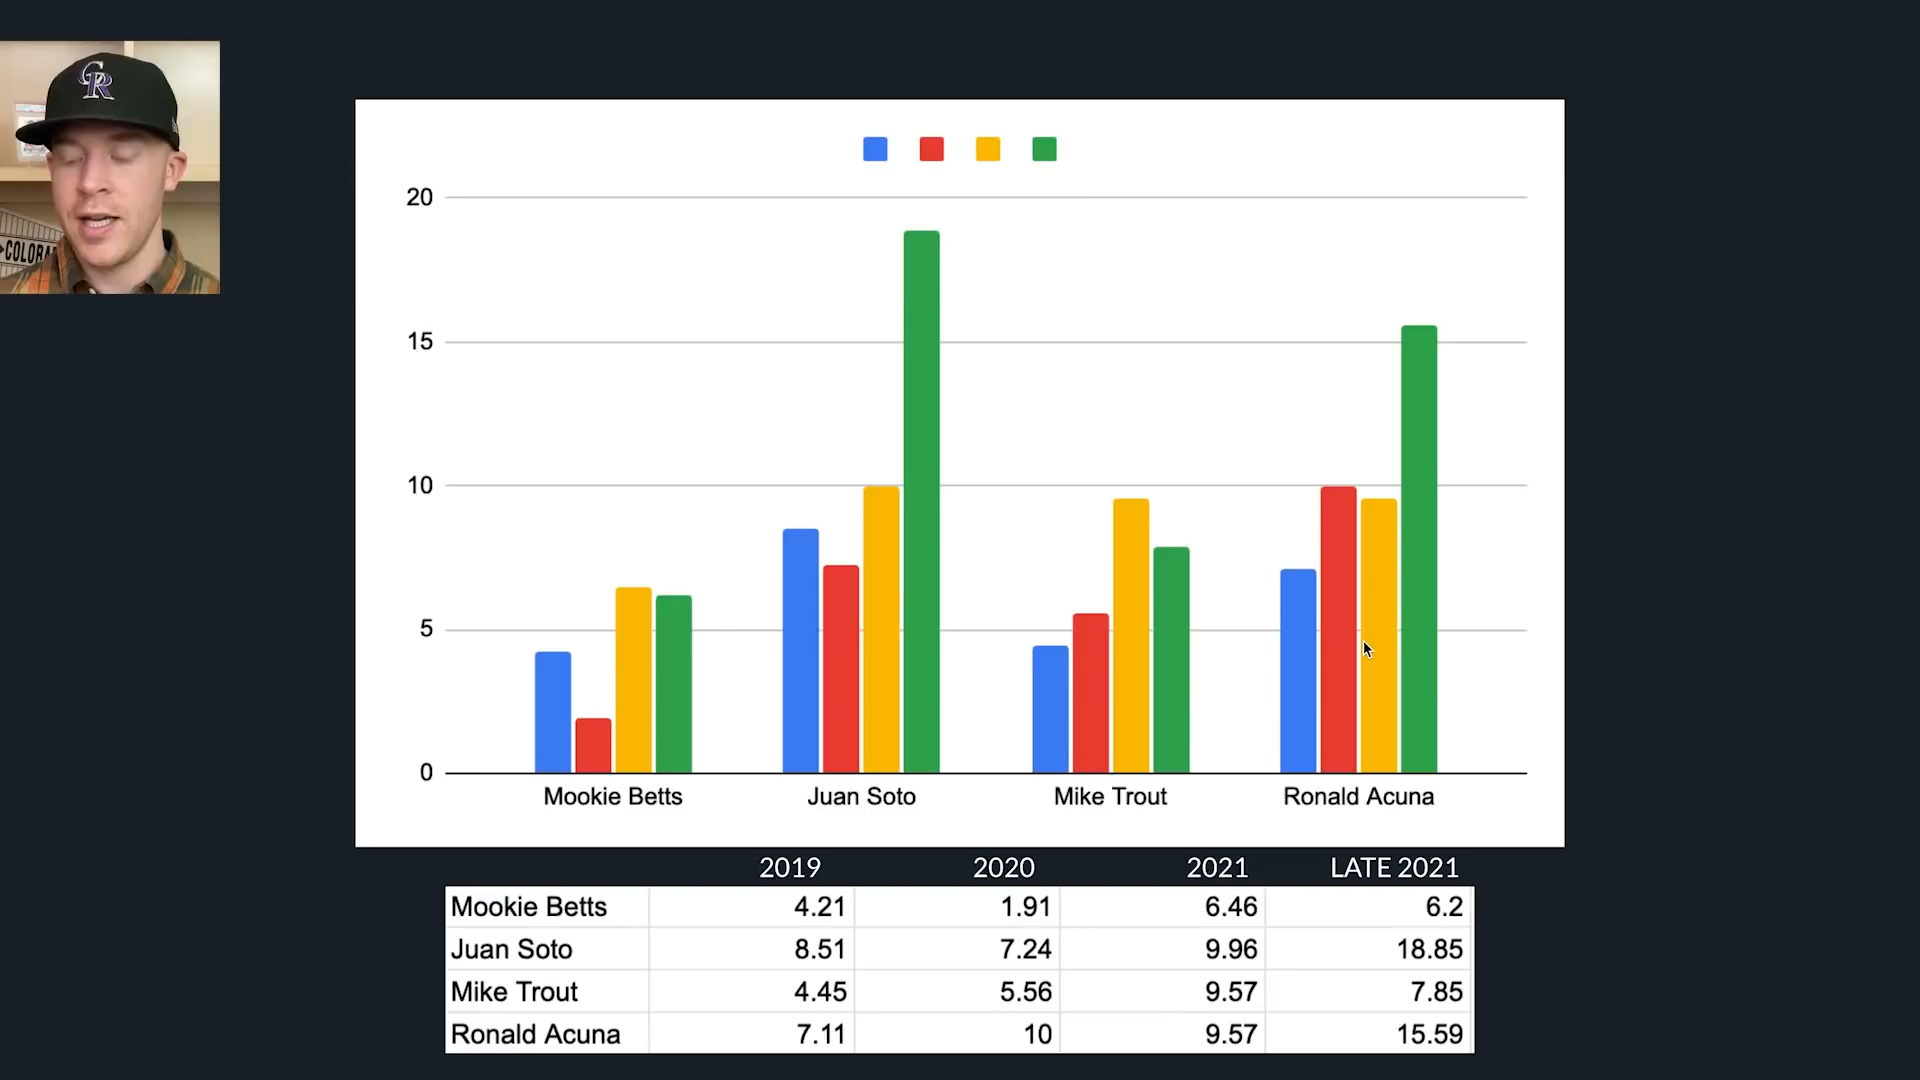 CR
COLORA
20
15
10
5
0
Mookie Betts Juan Soto Mike Trout Ronald Acuna
2019 2020 2021 LATE 2021
Mookie Betts 4.21 1.91 6.46 6.2
Juan Soto 8.51 7.24 9.96 18.85
Mike Trout 4.45 5.56 9.57 7.85
Ronald Acuna 7.11 10 9.57 15.59